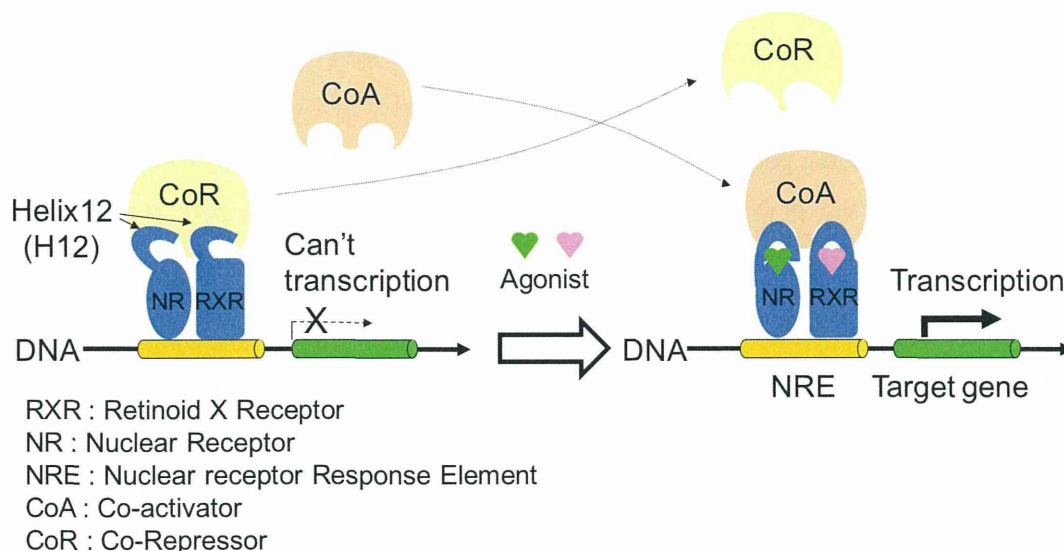 CoR
CoA
CoR
CoA
Helix12
(H12)
Can't
transcription
Agonist
Transcription
NR
RXR
X
NR
RXR
DNA
DNA
NRE
Target gene
RXR : Retinoid X Receptor
NR : Nuclear Receptor
NRE : Nuclear receptor Response Element
CoA : Co-activator
CoR : Co-Repressor